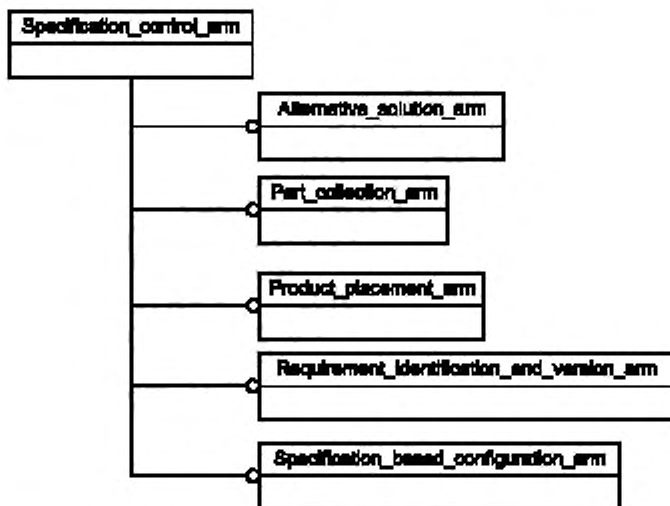 Specification_control_arm
Alternative_solution_arm
Part_collection_arm
Product_placement_arm
Requirement_identification_and_version_arm
Specification_based_configuration_arm